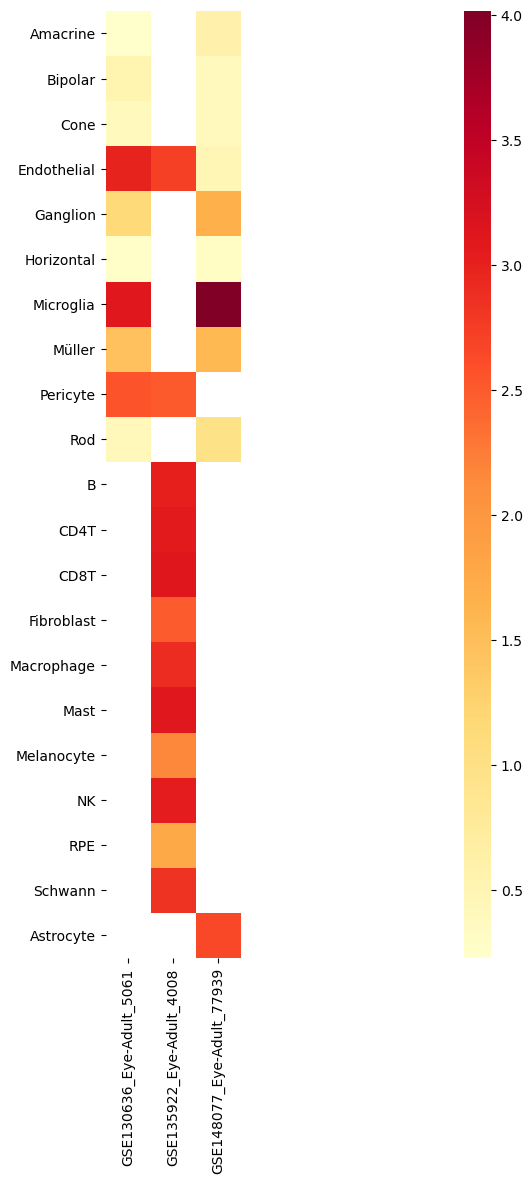 Amacrine
Bipolar
Cone
Endothelial
Ganglion
Horizontal
Microglia
Müller
Pericyte
Rod
B
CD4T
CD8T
Fibroblast
Macrophage
Mast
Melanocyte
NK
RPE
Schwann
Astrocyte
GSE130636_Eye-Adult_5061
GSE135922_Eye-Adult_4008
GSE148077_Eye-Adult_77939
4.0
3.5
3.0
2.5
2.0
1.5
1.0
0.5